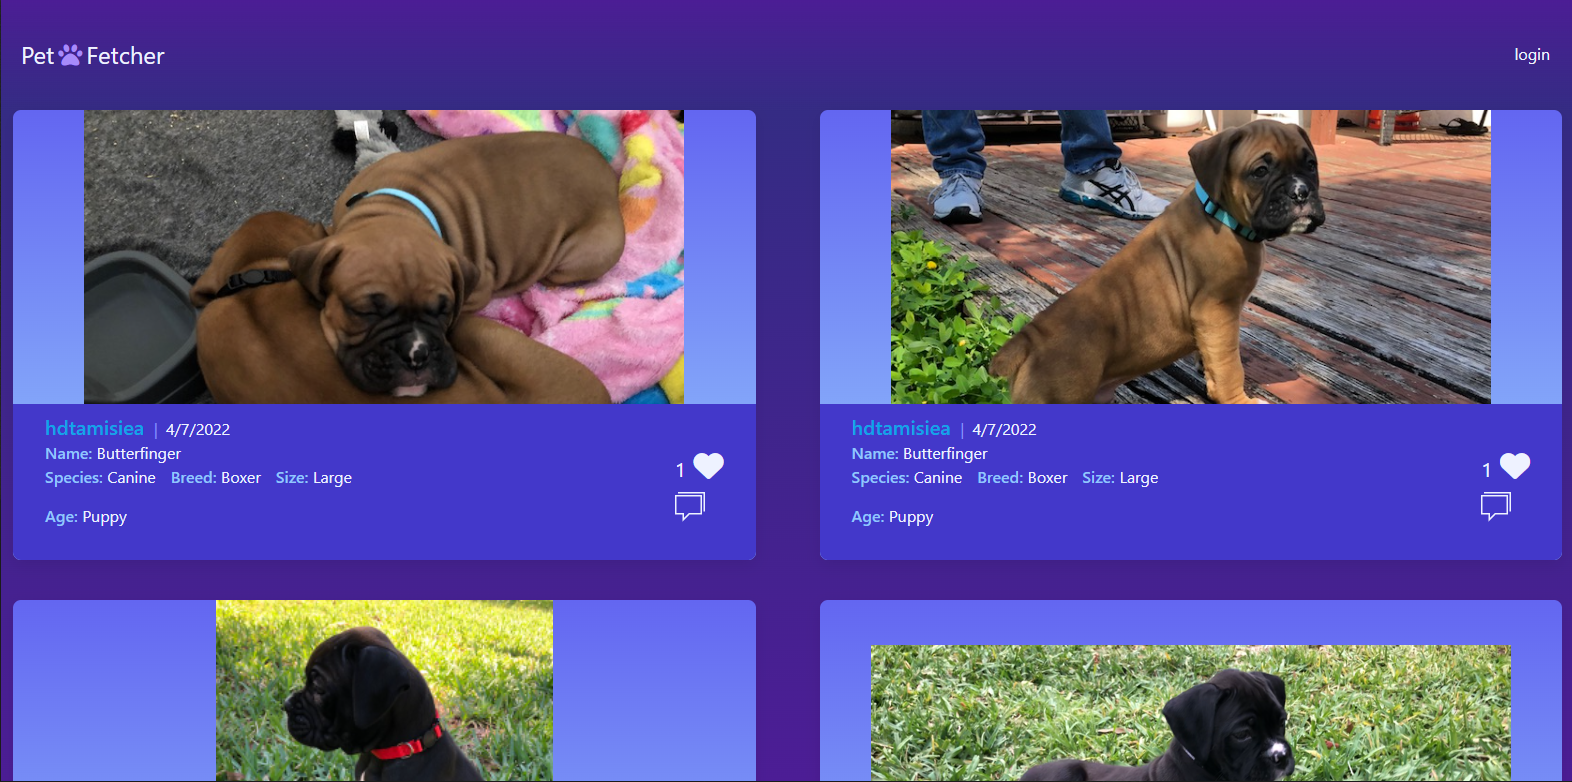 Pet Fetcher
login
hdtamisiea | 4/7/2022
Name: Butterfinger
Species: Canine Breed: Boxer Size: Large
1
Age: Puppy
hdtamisiea | 4/7/2022
Name: Butterfinger
Species: Canine Breed: Boxer Size: Large
1
Age: Puppy